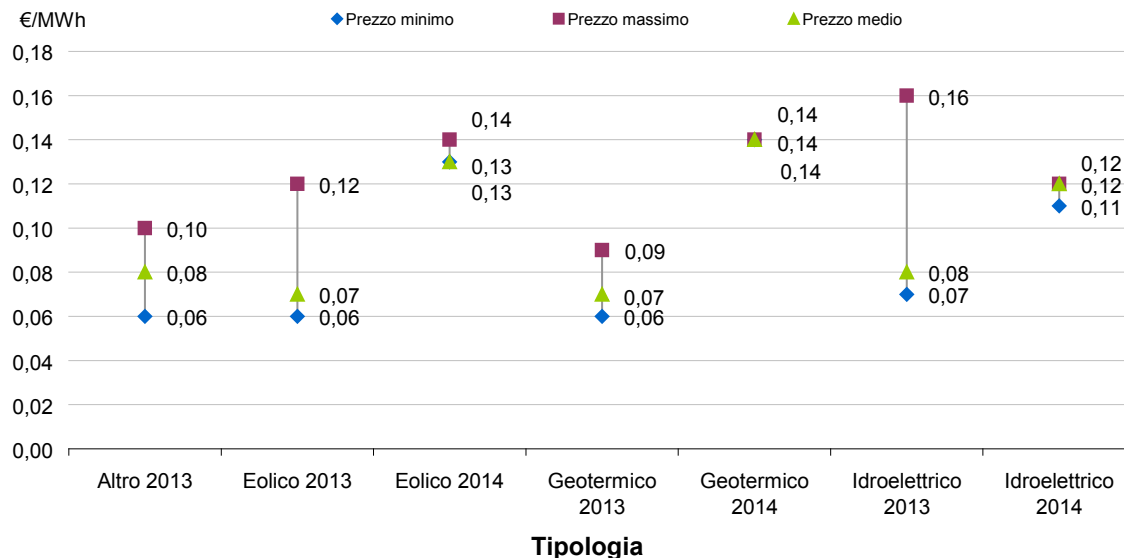 €/MWh
Prezzo minimo
Prezzo massimo
Prezzo medio
0,18
0,16
0,14
0,12
0,10
0,08
0,06
0,04
0,02
0,00
0,10
0,08
0,06
0,12
0,07
0,06
0,14
0,13
0,13
0,09
0,07
0,06
0,14
0,14
0,14
0,16
0,08
0,07
0,12
0,12
0,11
Altro 2013
Eolico 2013
Eolico 2014
Geotermico
2013
Geotermico
2014
Idroelettrico
2013
Idroelettrico
2014
Tipologia